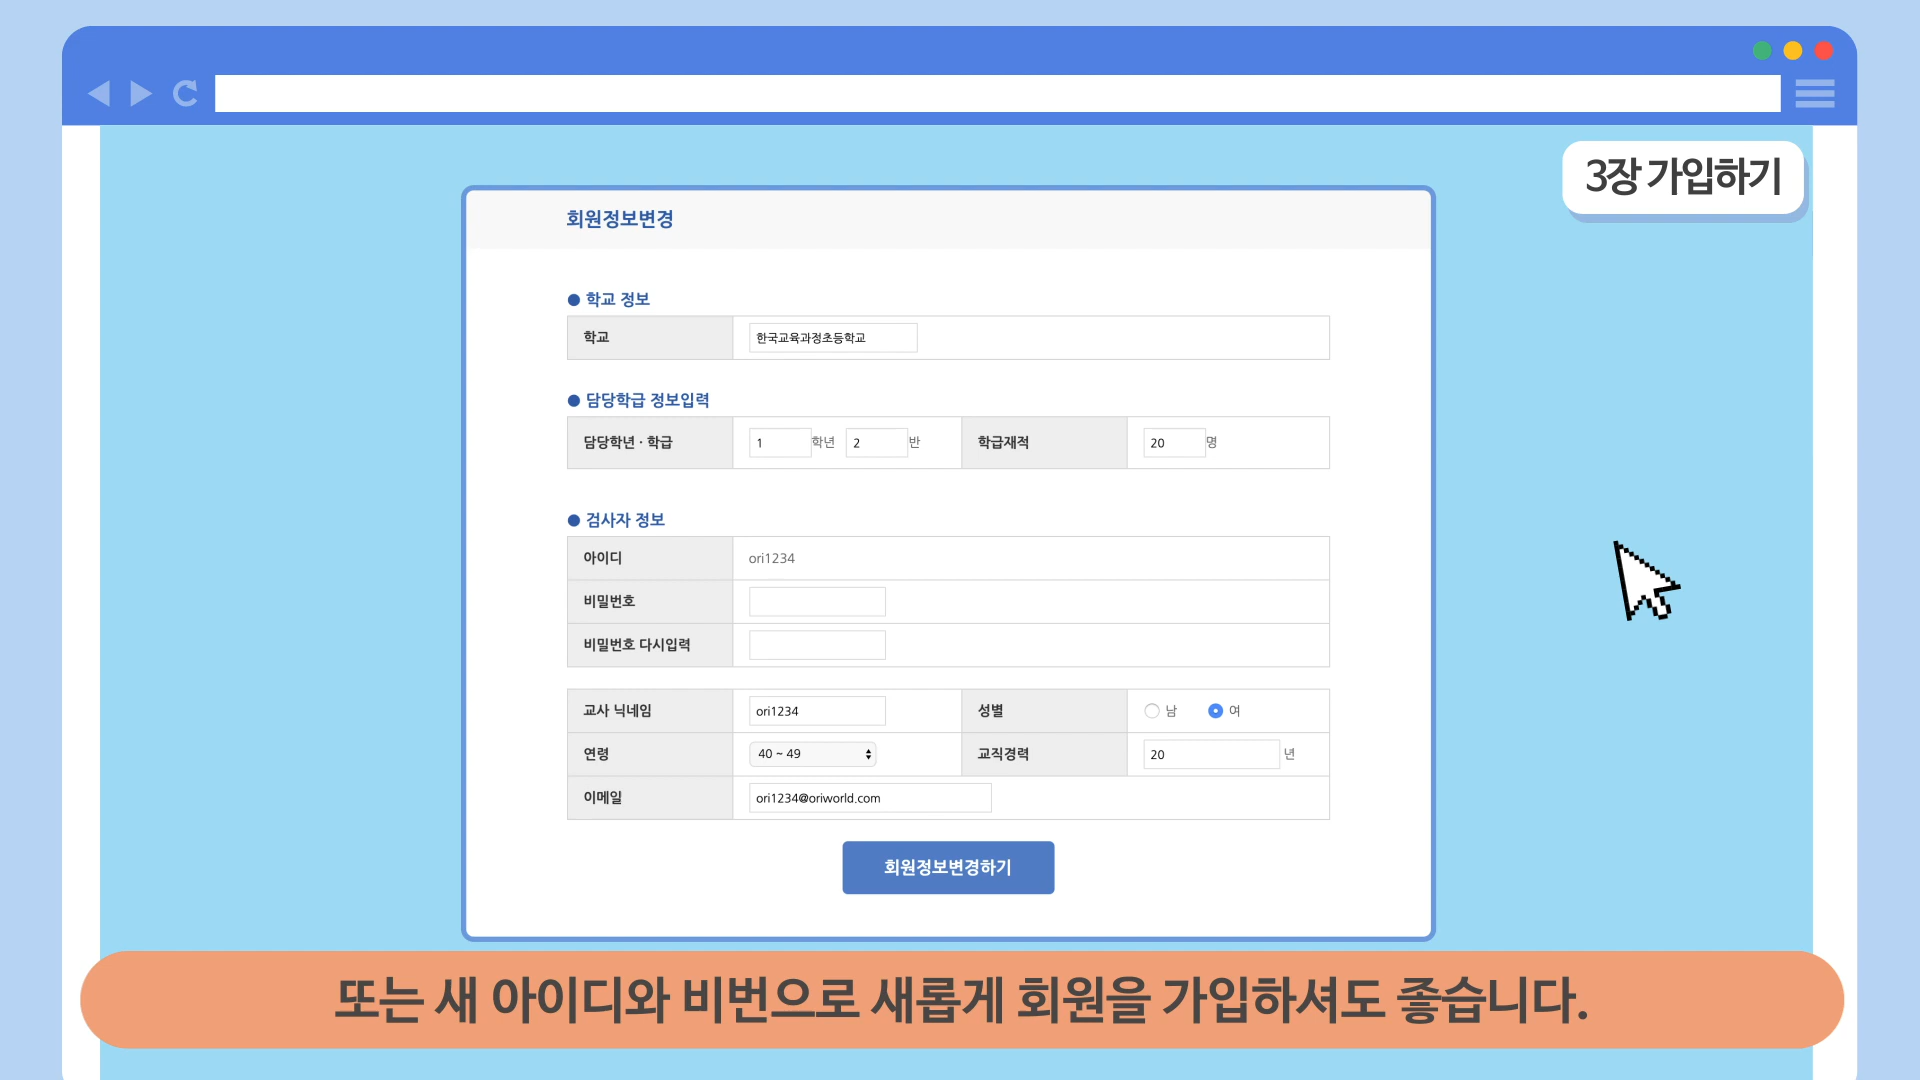 3장 가입하기
회원정보변경
● 학교 정보
학교 한국교육과정초등학교
● 담당학급 정보입력
담당학년 · 학급 1 학년 2 반 학급재적 20 명
● 검사자 정보
아이디 ori1234
비밀번호
비밀번호 다시입력
교사 닉네임 ori1234 성별 남 여
연령 40 ~ 49 교직경력 20 년
이메일 ori1234@oriworld.com
회원정보변경하기
또는 새 아이디와 비번으로 새롭게 회원을 가입하셔도 좋습니다.